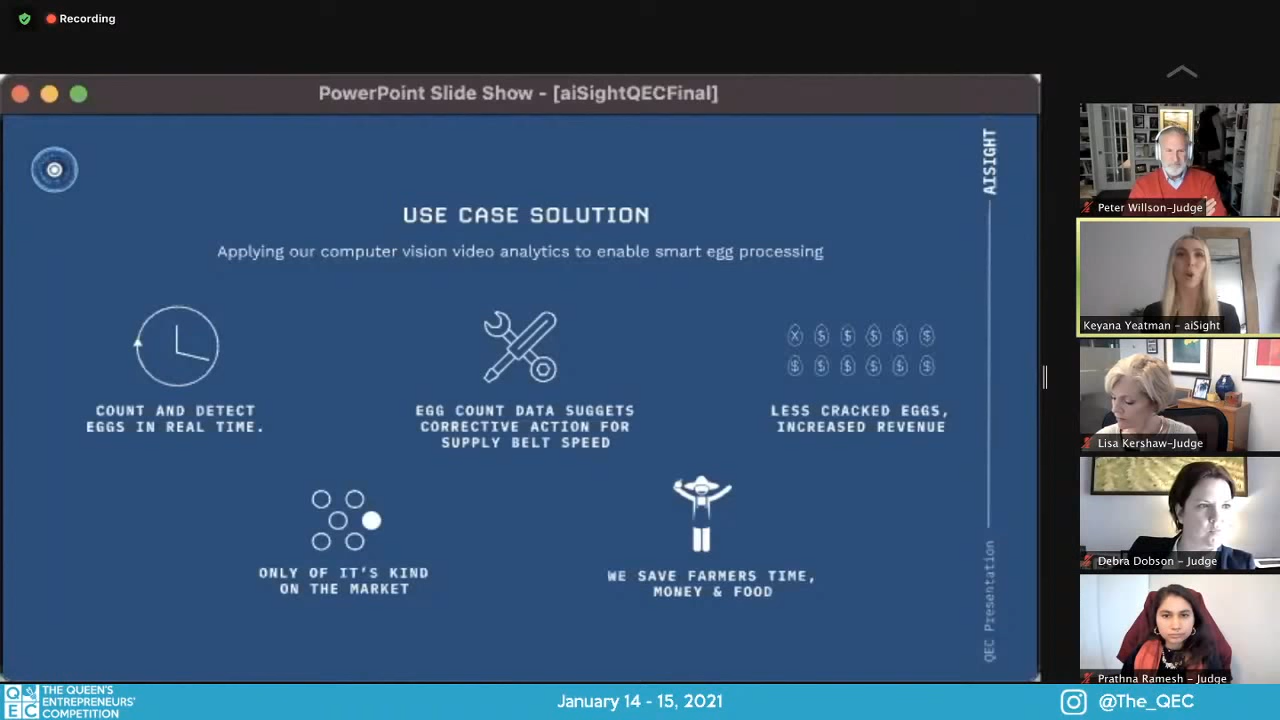 Recording
PowerPoint Slide Show - [aiSightQECFinal]
AISIGHT
USE CASE SOLUTION
Applying our computer vision video analytics to enable smart egg processing
COUNT AND DETECT
EGGS IN REAL TIME.
EGG COUNT DATA SUGGETS
CORRECTIVE ACTION FOR
SUPPLY BELT SPEED
X $ $ $ $ $
$ $ $ $ $ $
LESS CRACKED EGGS,
INCREASED REVENUE
ONLY OF IT'S KIND
ON THE MARKET
WE SAVE FARMERS TIME,
MONEY & FOOD
QEC Presentation
Peter Willson-Judge
Keyana Yeatman - aiSight
Lisa Kershaw-Judge
Debra Dobson - Judge
Prathna Ramesh - Judge
QEC
THE QUEEN'S
ENTREPRENEURS'
COMPETITION
January 14 - 15, 2021
@The_QEC